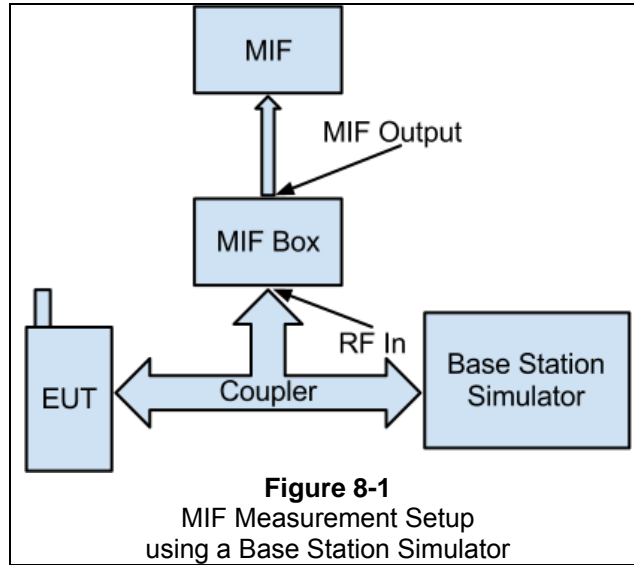 MIF
MIF Output
MIF Box
RF In
EUT
Coupler
Base Station
Simulator
Figure 8-1
MIF Measurement Setup
using a Base Station Simulator